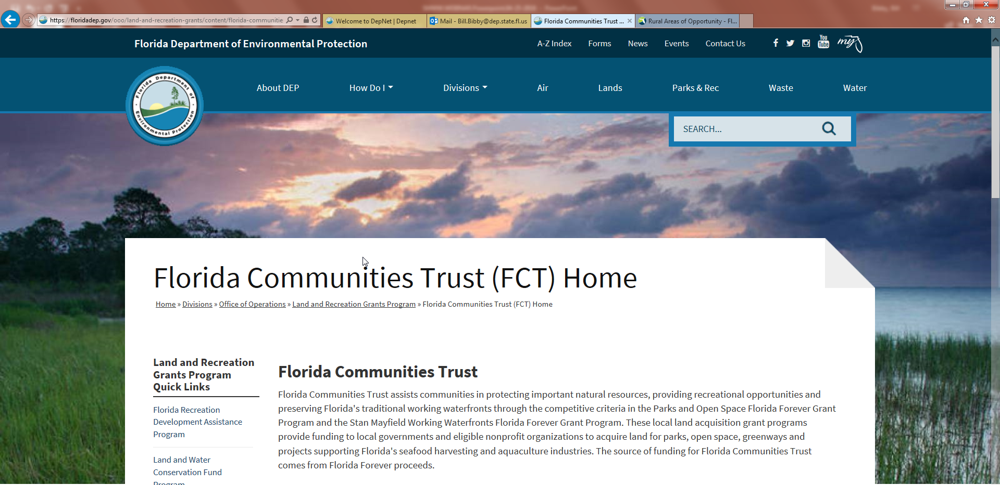 https://floridadep.gov/ooo/land-and-recreation-grants/content/florida-communitie
Welcome to DepNet | Depnet
Mail - Bill.Bibby@dep.state.fl.us
Florida Communities Trust ...
Rural Areas of Opportunity - Fl...
Florida Department of Environmental Protection
A-Z Index
Forms
News
Events
Contact Us
You
Tube
my
Florida Department of
Environmental Protection
About DEP
How Do I
Divisions
Air
Lands
Parks & Rec
Waste
Water
SEARCH...
Florida Communities Trust (FCT) Home
Home » Divisions » Office of Operations » Land and Recreation Grants Program » Florida Communities Trust (FCT) Home
Land and Recreation
Grants Program
Quick Links
Florida Recreation
Development Assistance
Program
Land and Water
Conservation Fund
Program
Florida Communities Trust
Florida Communities Trust assists communities in protecting important natural resources, providing recreational opportunities and
preserving Florida's traditional working waterfronts through the competitive criteria in the Parks and Open Space Florida Forever Grant
Program and the Stan Mayfield Working Waterfronts Florida Forever Grant Program. These local land acquisition grant programs
provide funding to local governments and eligible nonprofit organizations to acquire land for parks, open space, greenways and
projects supporting Florida's seafood harvesting and aquaculture industries. The source of funding for Florida Communities Trust
comes from Florida Forever proceeds.